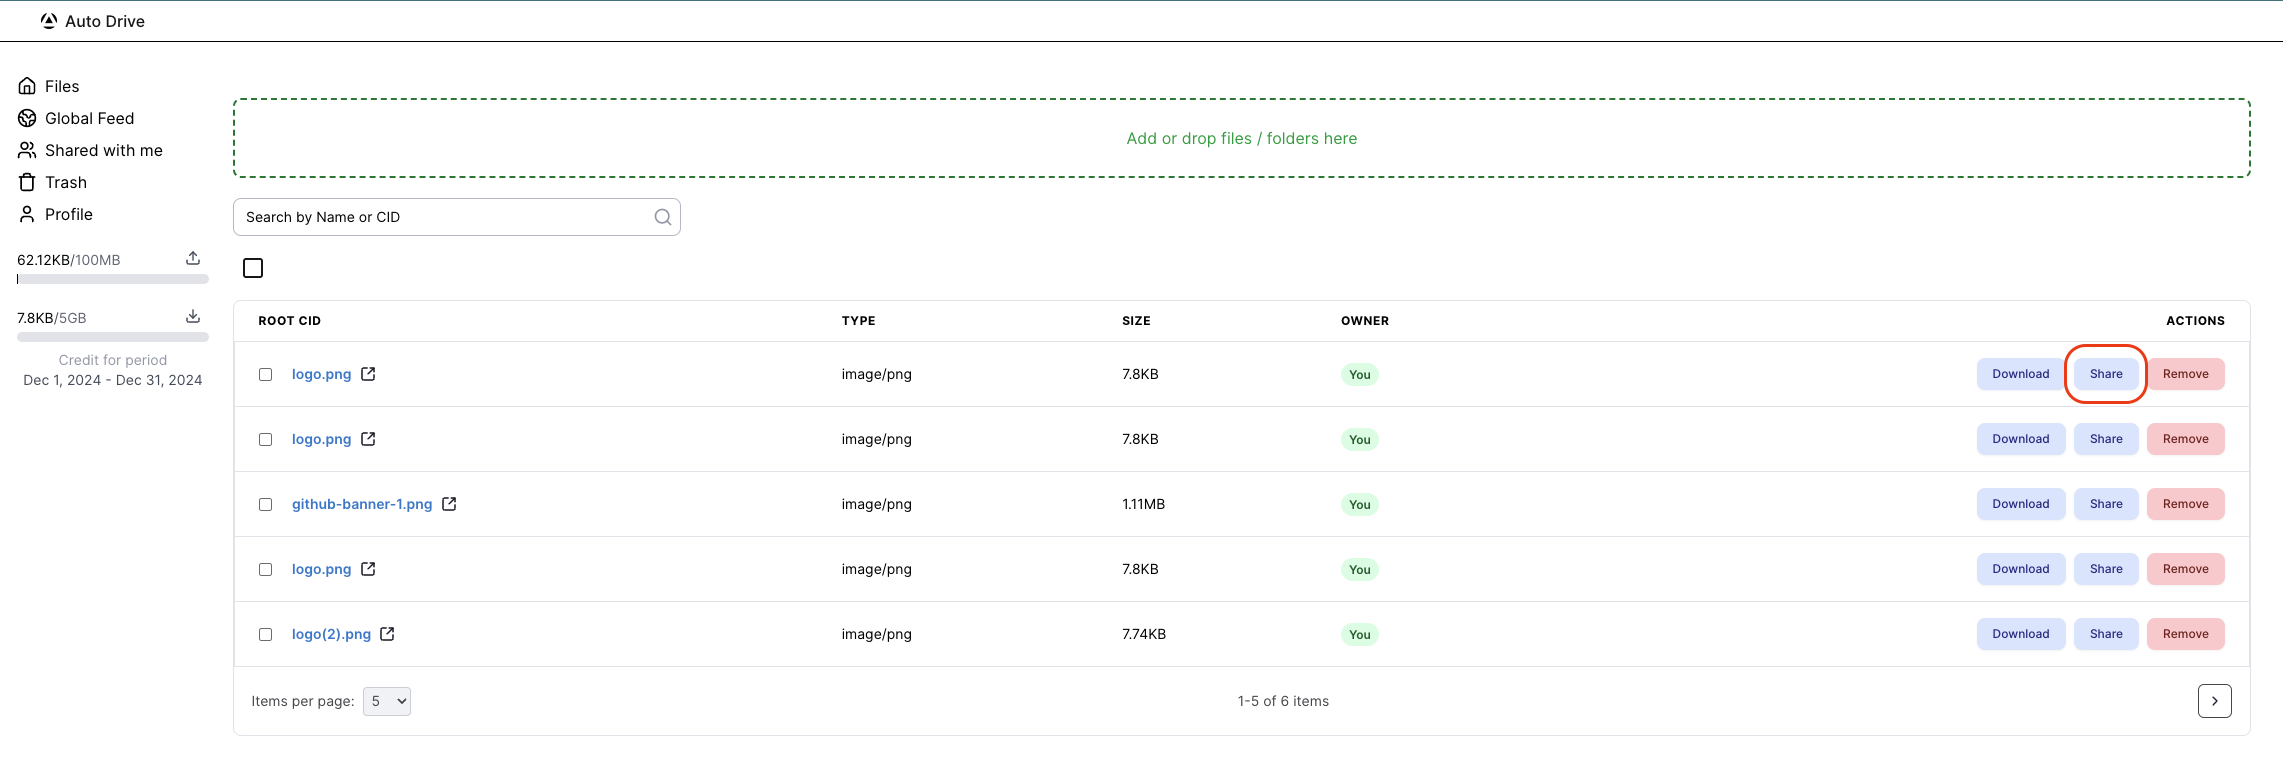 Auto Drive
Files
Global Feed
Shared with me
Trash
Profile
62.12KB/100MB
7.8KB/5GB
Credit for period
Dec 1, 2024 - Dec 31, 2024
Add or drop files / folders here
Search by Name or CID
ROOT CID TYPE SIZE OWNER ACTIONS
logo.png image/png 7.8KB You Download Share Remove
logo.png image/png 7.8KB You Download Share Remove
github-banner-1.png image/png 1.11MB You Download Share Remove
logo.png image/png 7.8KB You Download Share Remove
logo(2).png image/png 7.74KB You Download Share Remove
Items per page: 5 1-5 of 6 items